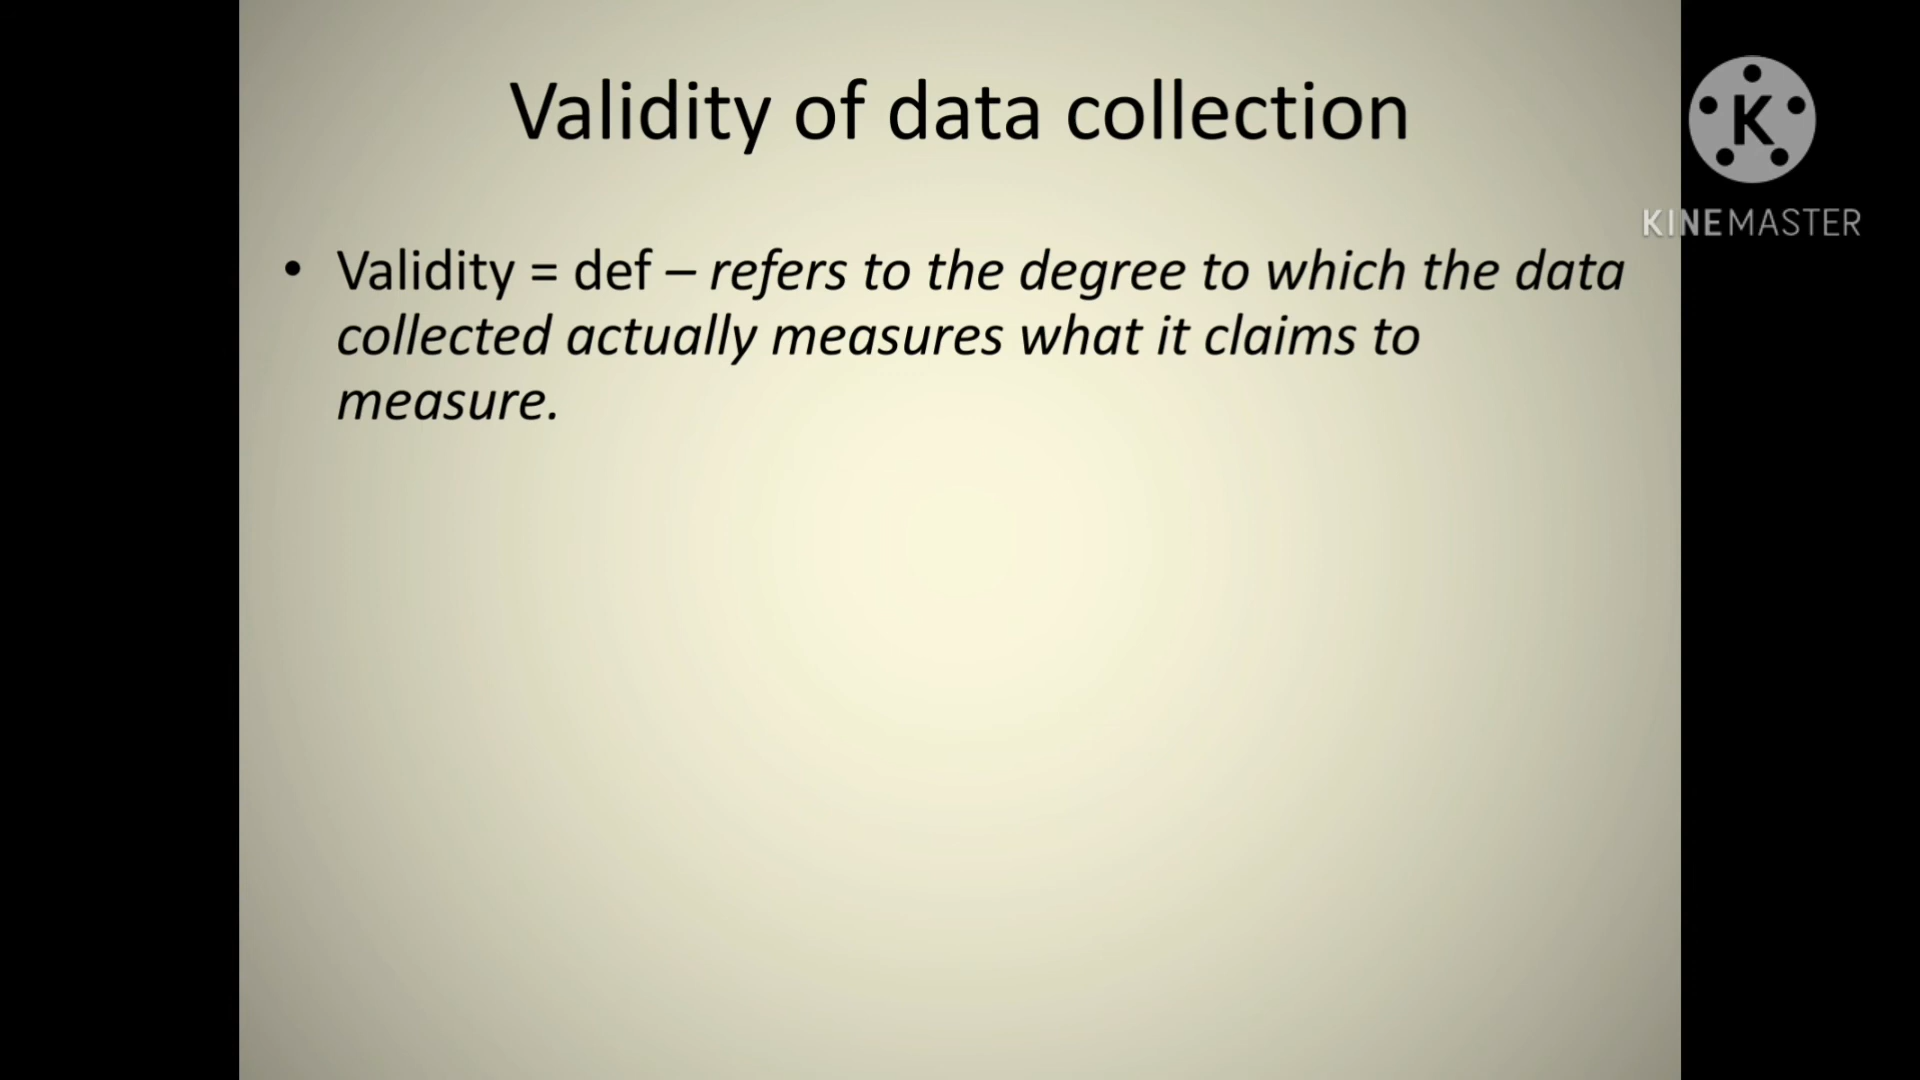 Validity of data collection
K
KINEMASTER
• Validity = def – refers to the degree to which the data
collected actually measures what it claims to
measure.